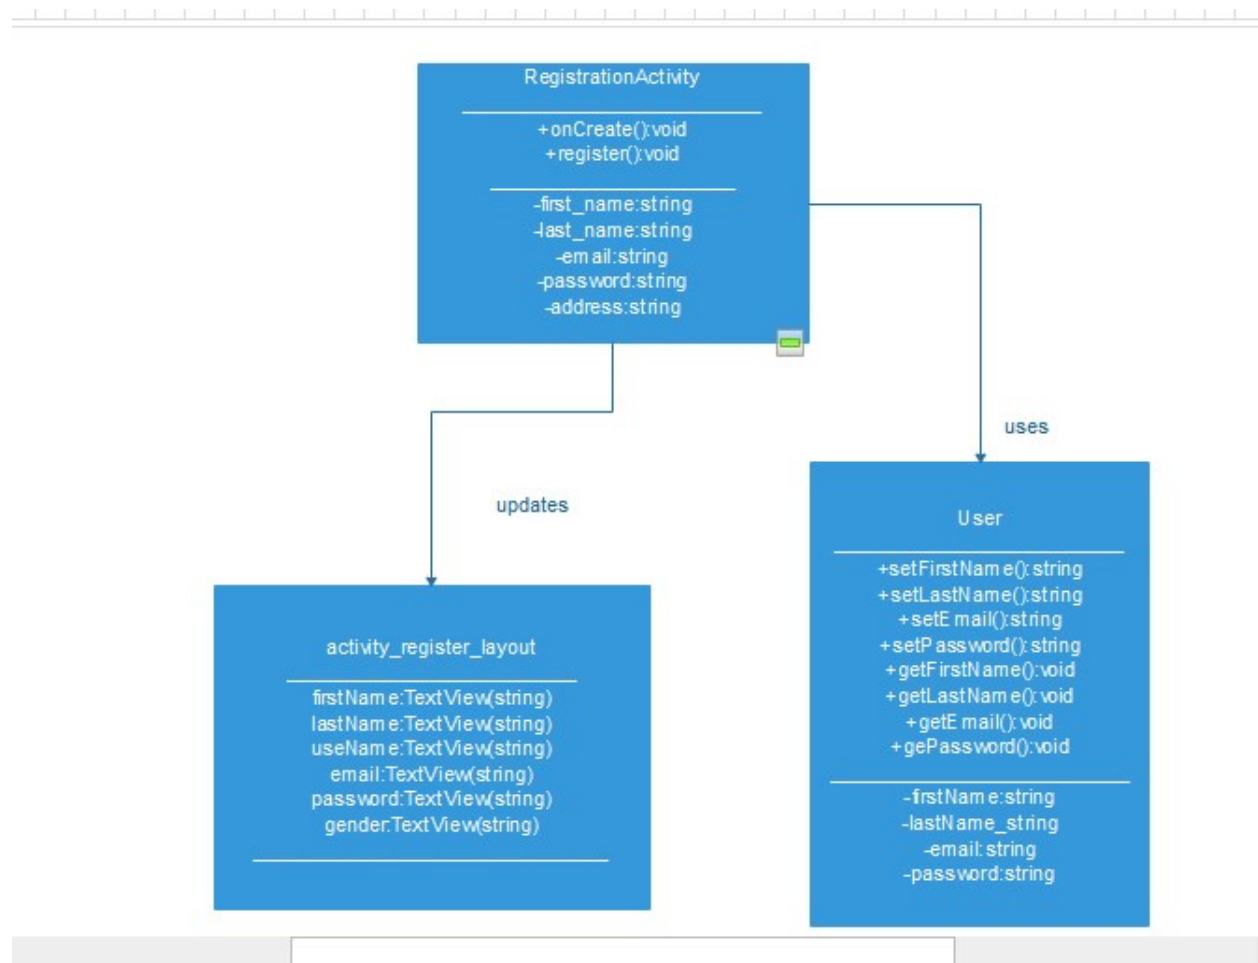 RegistrationActivity
+onCreate():void
+register():void
-first_name:string
-last_name:string
-email:string
-password:string
-address:string
uses
updates
User
+setFirstName():string
+setLastName():string
+setEmail():string
+setPassword():string
+getFirstName():void
+getLastName():void
+getEmail():void
+gePassword():void
-firstName:string
-lastName_string
-email:string
-password:string
activity_register_layout
firstName:TextView(string)
lastName:TextView(string)
useName:TextView(string)
email:TextView(string)
password:TextView(string)
gender:TextView(string)